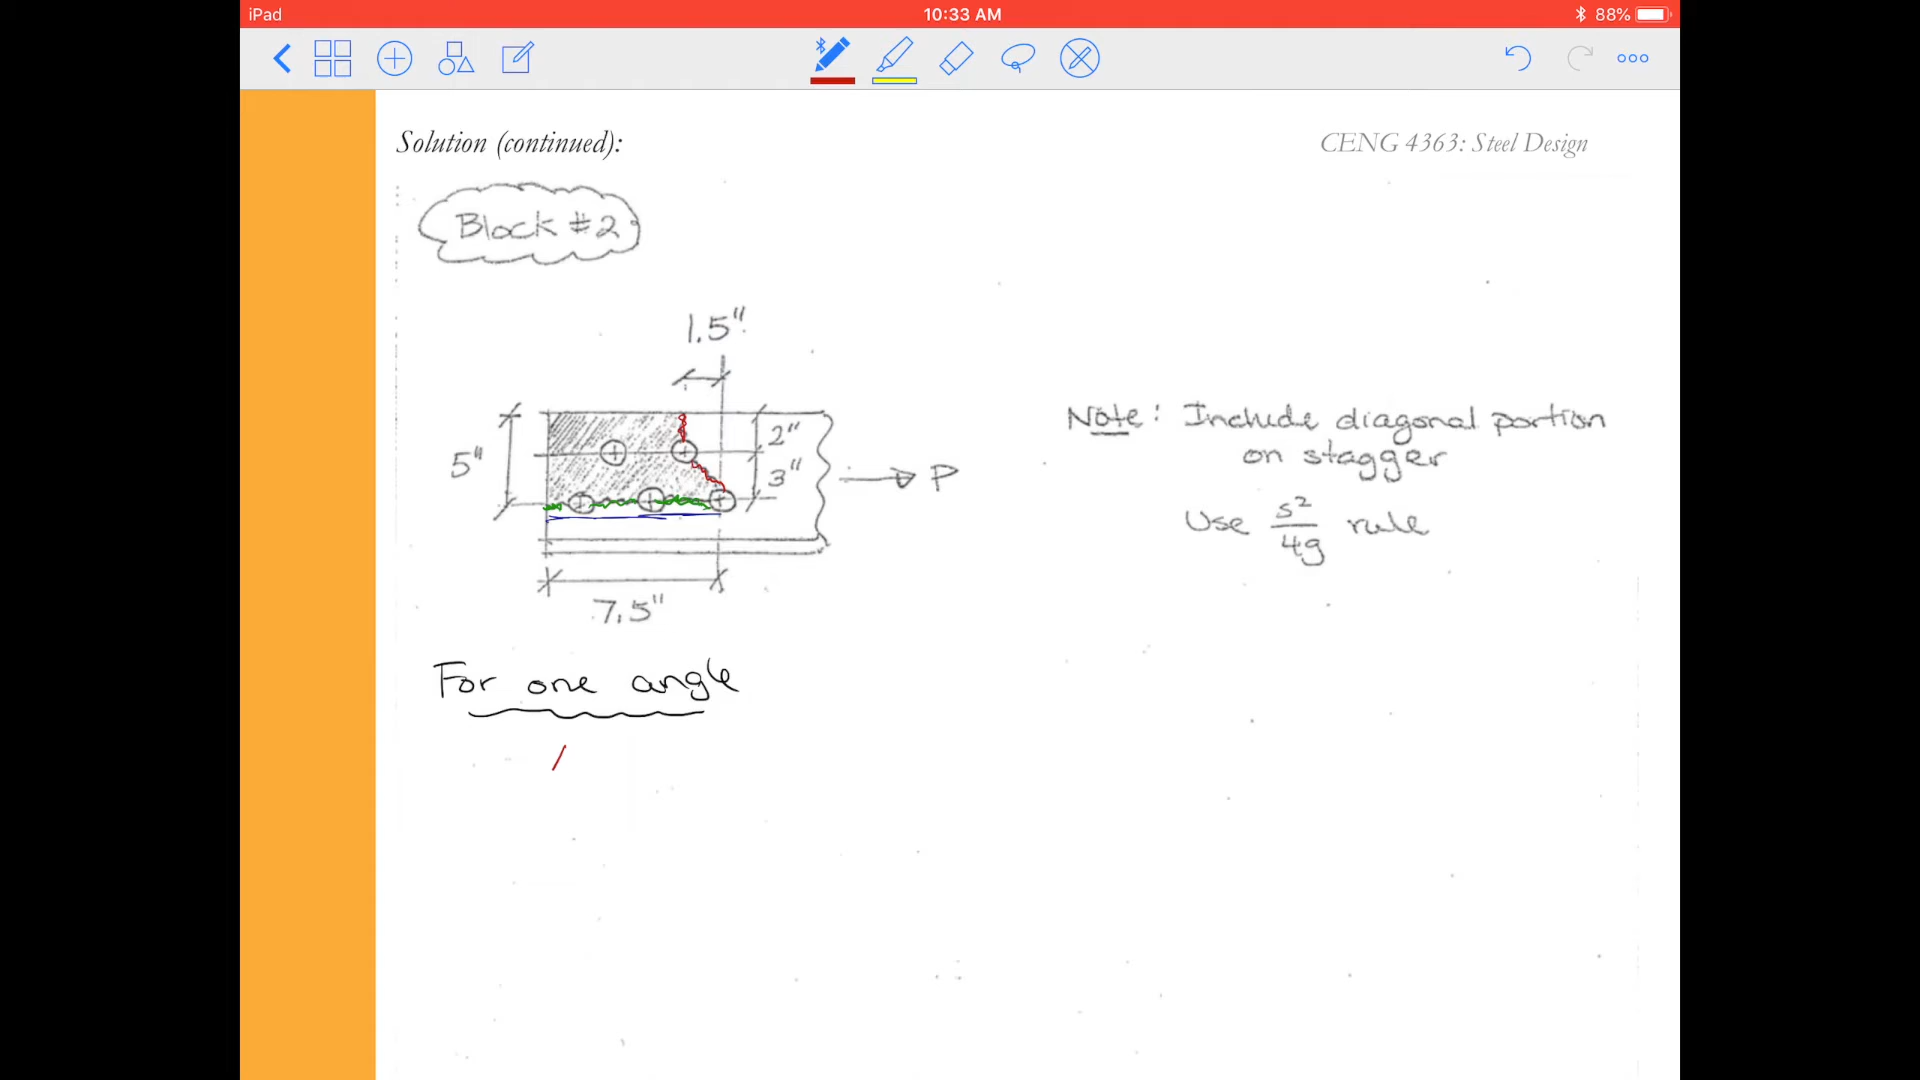 iPad
10:33 AM
88%
Solution (continued):
CENG 4363: Steel Design
Block #2
1.5"
5"
2"
3"
P
7.5"
Note: Include diagonal portion
on stagger
Use s²/4g rule
For one angle